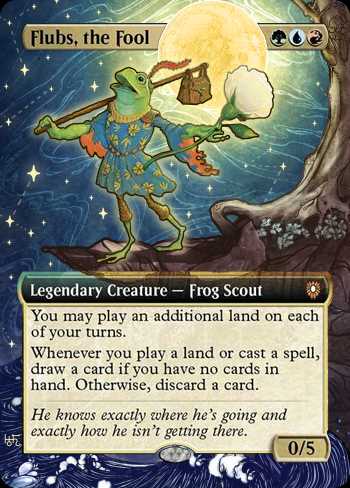 Flubs, the Fool
Legendary Creature — Frog Scout
You may play an additional land on each
of your turns.
Whenever you play a land or cast a spell,
draw a card if you have no cards in
hand. Otherwise, discard a card.
He knows exactly where he's going and
exactly how he isn't getting there.
0/5